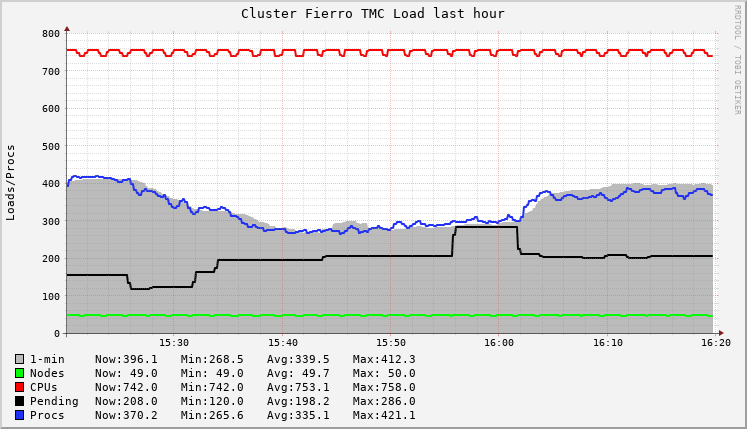 Cluster Fierro TMC Load last hour
RRDTOOL / TOBI OETIKER
Loads/Procs
800
700
600
500
400
300
200
100
0
15:30 15:40 15:50 16:00 16:10 16:20
1-min Now:396.1 Min:268.5 Avg:339.5 Max:412.3
Nodes Now: 49.0 Min: 49.0 Avg: 49.7 Max: 50.0
CPUs Now:742.0 Min:742.0 Avg:753.1 Max:758.0
Pending Now:208.0 Min:120.0 Avg:198.2 Max:286.0
Procs Now:370.2 Min:265.6 Avg:335.1 Max:421.1